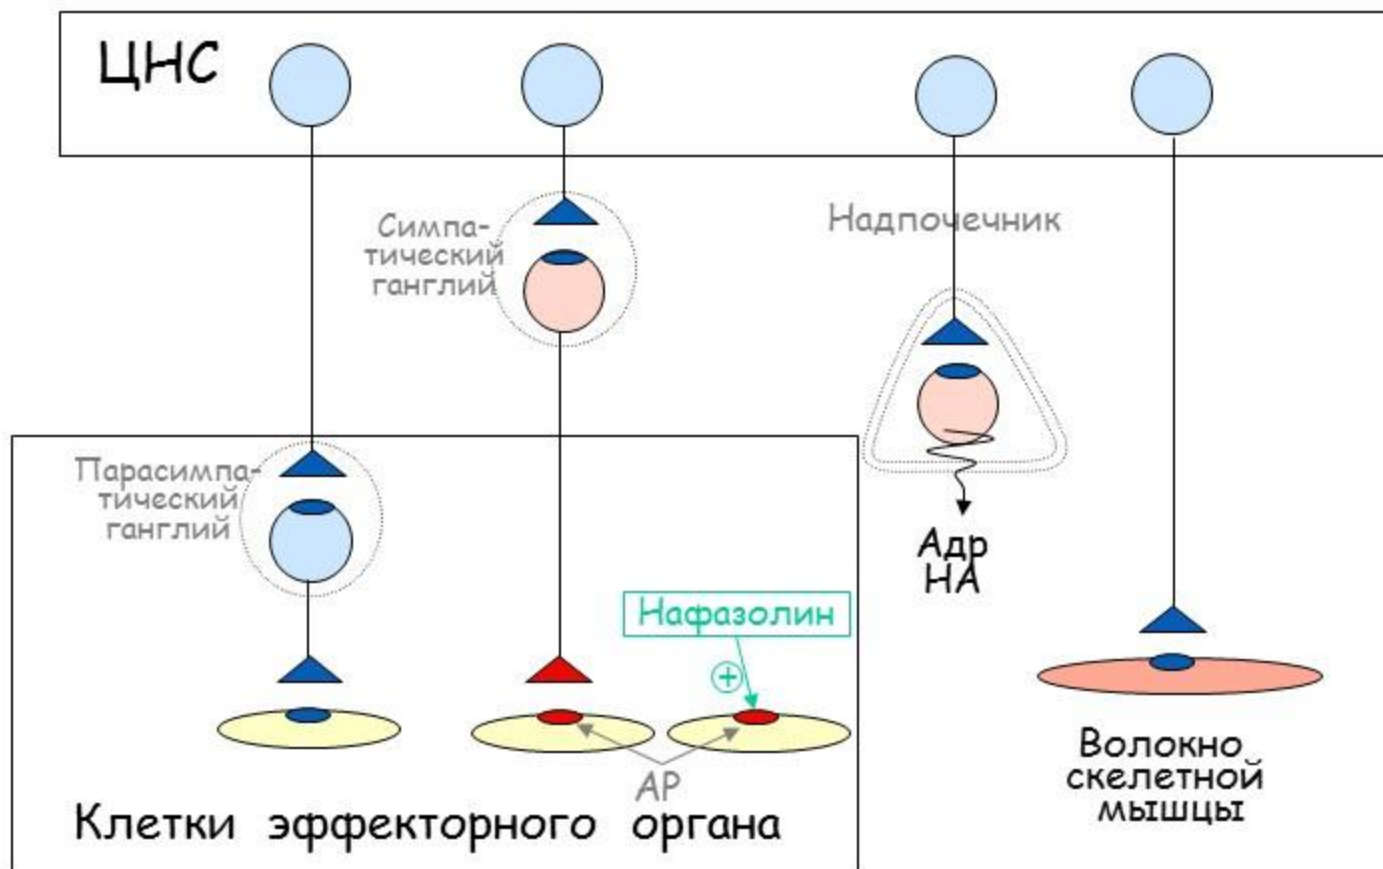 ЦНС
Симпа-
тический
ганглий
Надпочечник
Парасимпа-
тический
ганглий
Адр
НА
Нафазолин
+
АР
Волокно
скелетной
мышцы
Клетки эффекторного органа